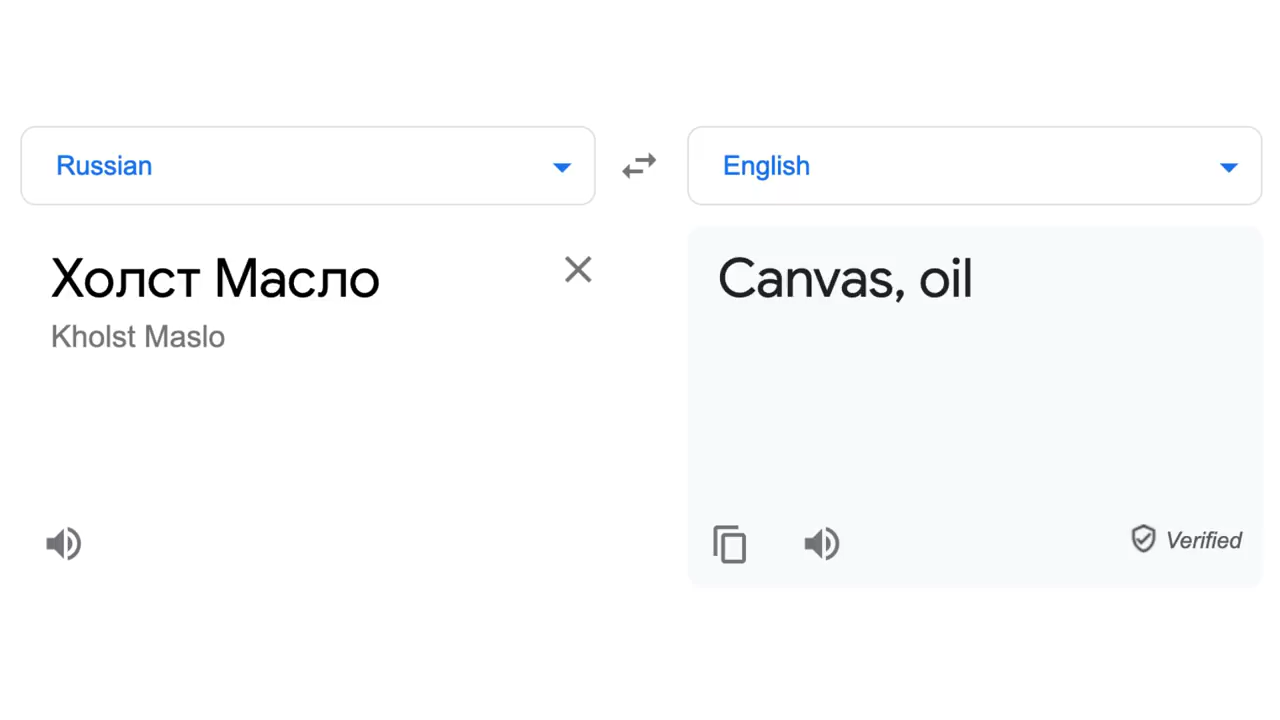 Russian
English
Холст Масло
Kholst Maslo
Canvas, oil
Verified